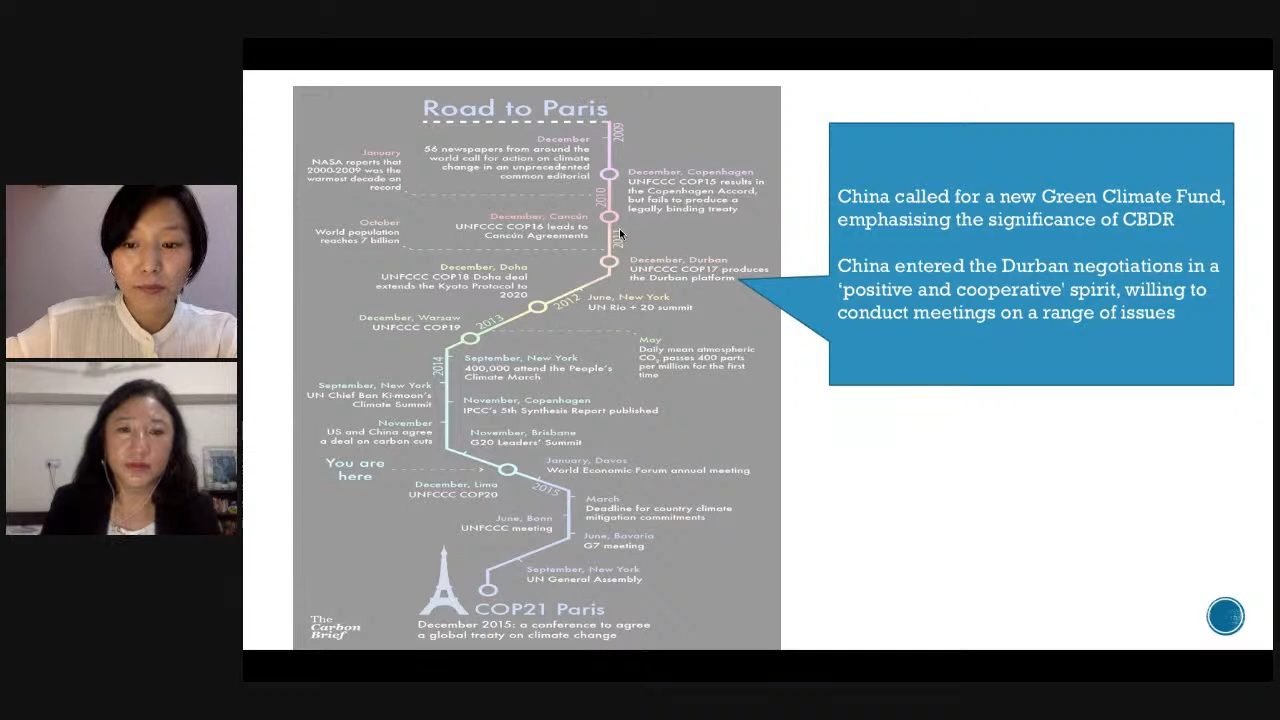 Road to Paris
2009
December
56 newspapers from around the
world call for action on climate
change in an unprecedented
common editorial
January
NASA reports that
2000-2009 was the
warmest decade on
record
December, Copenhagen
UNFCCC COP15 results in
the Copenhagen Accord,
but fails to produce a
legally binding treaty
2010
December, Cancún
UNFCCC COP16 leads to
Cancún Agreements
October
World population
reaches 7 billion
2011
December, Durban
UNFCCC COP17 produces
the Durban platform
December, Doha
UNFCCC COP18 Doha deal
extends the Kyoto Protocol to
2020
2012
June, New York
UN Rio + 20 summit
December, Warsaw
UNFCCC COP19
2013
May
Daily mean atmospheric
CO₂ passes 400 parts
per million for the first
time
2014
September, New York
400,000 attend the People's
Climate March
September, New York
UN Chief Ban Ki-moon's
Climate Summit
November, Copenhagen
IPCC's 5th Synthesis Report published
November
US and China agree
a deal on carbon cuts
November, Brisbane
G20 Leaders' Summit
You are
here
January, Davos
World Economic Forum annual meeting
December, Lima
UNFCCC COP20
2015
March
Deadline for country climate
mitigation commitments
June, Bonn
UNFCCC meeting
June, Bavaria
G7 meeting
September, New York
UN General Assembly
COP21 Paris
December 2015: a conference to agree
a global treaty on climate change
The
Carbon
Brief
China called for a new Green Climate Fund,
emphasising the significance of CBDR
China entered the Durban negotiations in a
‘positive and cooperative' spirit, willing to
conduct meetings on a range of issues